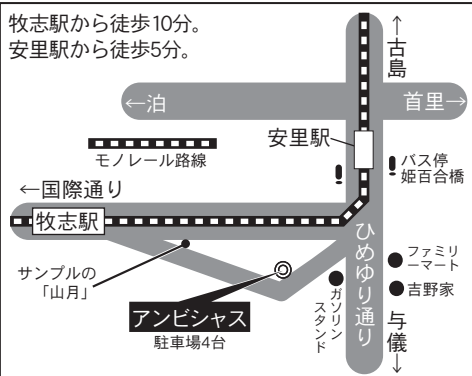 牧志駅から徒歩10分。
安里駅から徒歩5分。
↑
古島
←泊
首里→
安里駅
モノレール路線
バス停
姫百合橋
←国際通り
牧志駅
ひめゆり通り
サンプルの
「山月」
ファミリ
ーマート
吉野家
ガソリン
スタンド
アンビシャス
駐車場4台
与儀
↓